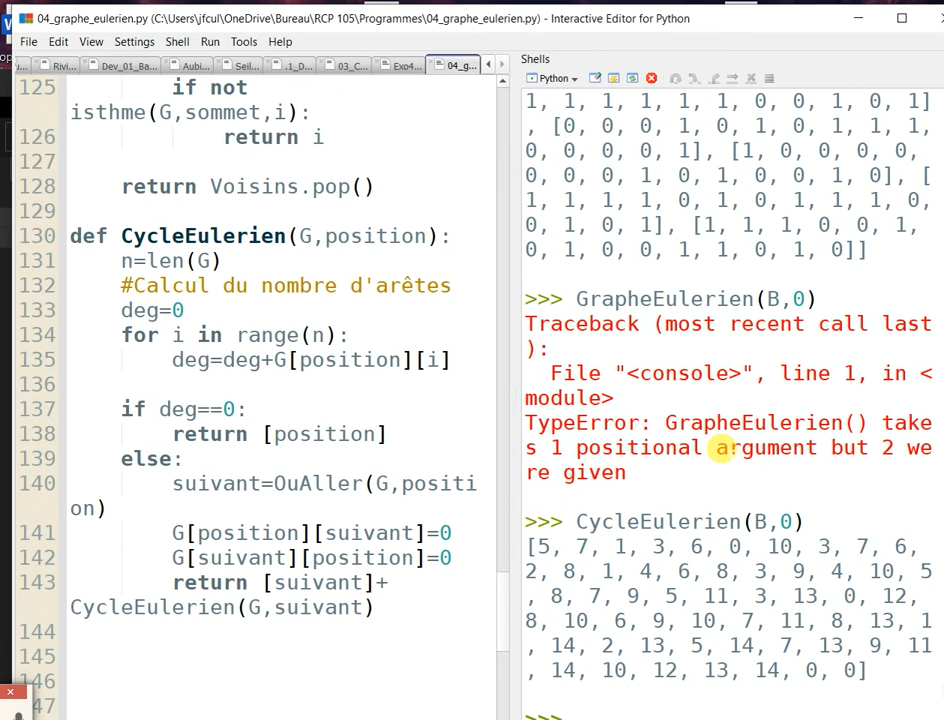 04_graphe_eulerien.py (C:\Users\jfcul\OneDrive\Bureau\RCP 105\Programmes\04_graphe_eulerien.py) - Interactive Editor for Python
File Edit View Settings Shell Run Tools Help
Rivi... Dev_01_Ba... Aubi... Seil... .1_D... 03_C... Exo4... 04_g...
125 if not
isthme(G,sommet,i):
126 return i
127
128 return Voisins.pop()
129
130 def CycleEulerien(G,position):
131 n=len(G)
132 #Calcul du nombre d'arêtes
133 deg=0
134 for i in range(n):
135 deg=deg+G[position][i]
136
137 if deg==0:
138 return [position]
139 else:
140 suivant=OuAller(G,positi
on)
141 G[position][suivant]=0
142 G[suivant][position]=0
143 return [suivant]+
CycleEulerien(G,suivant)
144
145
146
147
Shells
Python
1, 1, 1, 1, 1, 1, 0, 0, 1, 0, 1]
, [0, 0, 0, 1, 0, 1, 0, 1, 1, 1,
0, 0, 0, 0, 1], [1, 0, 0, 0, 0,
0, 0, 0, 1, 0, 1, 0, 0, 1, 0], [
1, 1, 1, 1, 0, 1, 0, 1, 1, 1, 0,
0, 1, 0, 1], [1, 1, 1, 0, 0, 1,
0, 1, 0, 0, 1, 1, 0, 1, 0]]
>>> GrapheEulerien(B,0)
Traceback (most recent call last
):
File "<console>", line 1, in <
module>
TypeError: GrapheEulerien() take
s 1 positional argument but 2 we
re given
>>> CycleEulerien(B,0)
[5, 7, 1, 3, 6, 0, 10, 3, 7, 6,
2, 8, 1, 4, 6, 8, 3, 9, 4, 10, 5
, 8, 7, 9, 5, 11, 3, 13, 0, 12,
8, 10, 6, 9, 10, 7, 11, 8, 13, 1
, 14, 2, 13, 5, 14, 7, 13, 9, 11
, 14, 10, 12, 13, 14, 0, 0]
>>>